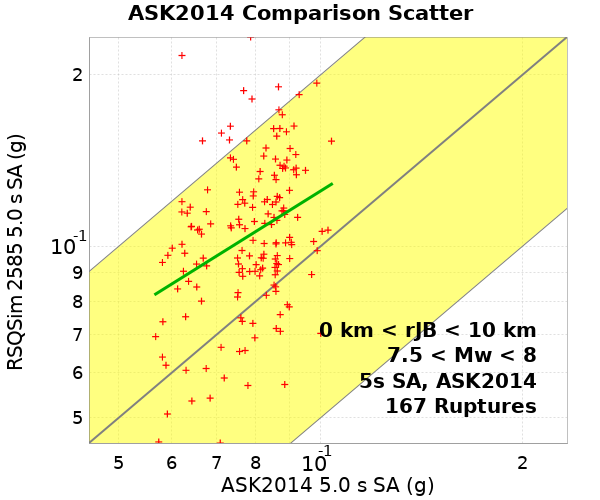 ASK2014 Comparison Scatter
RSQSim 2585 5.0 s SA (g)
2
10⁻¹
9
8
7
6
5
0 km < rJB < 10 km
7.5 < Mw < 8
5s SA, ASK2014
167 Ruptures
5 6 7 8 10⁻¹ 2
ASK2014 5.0 s SA (g)